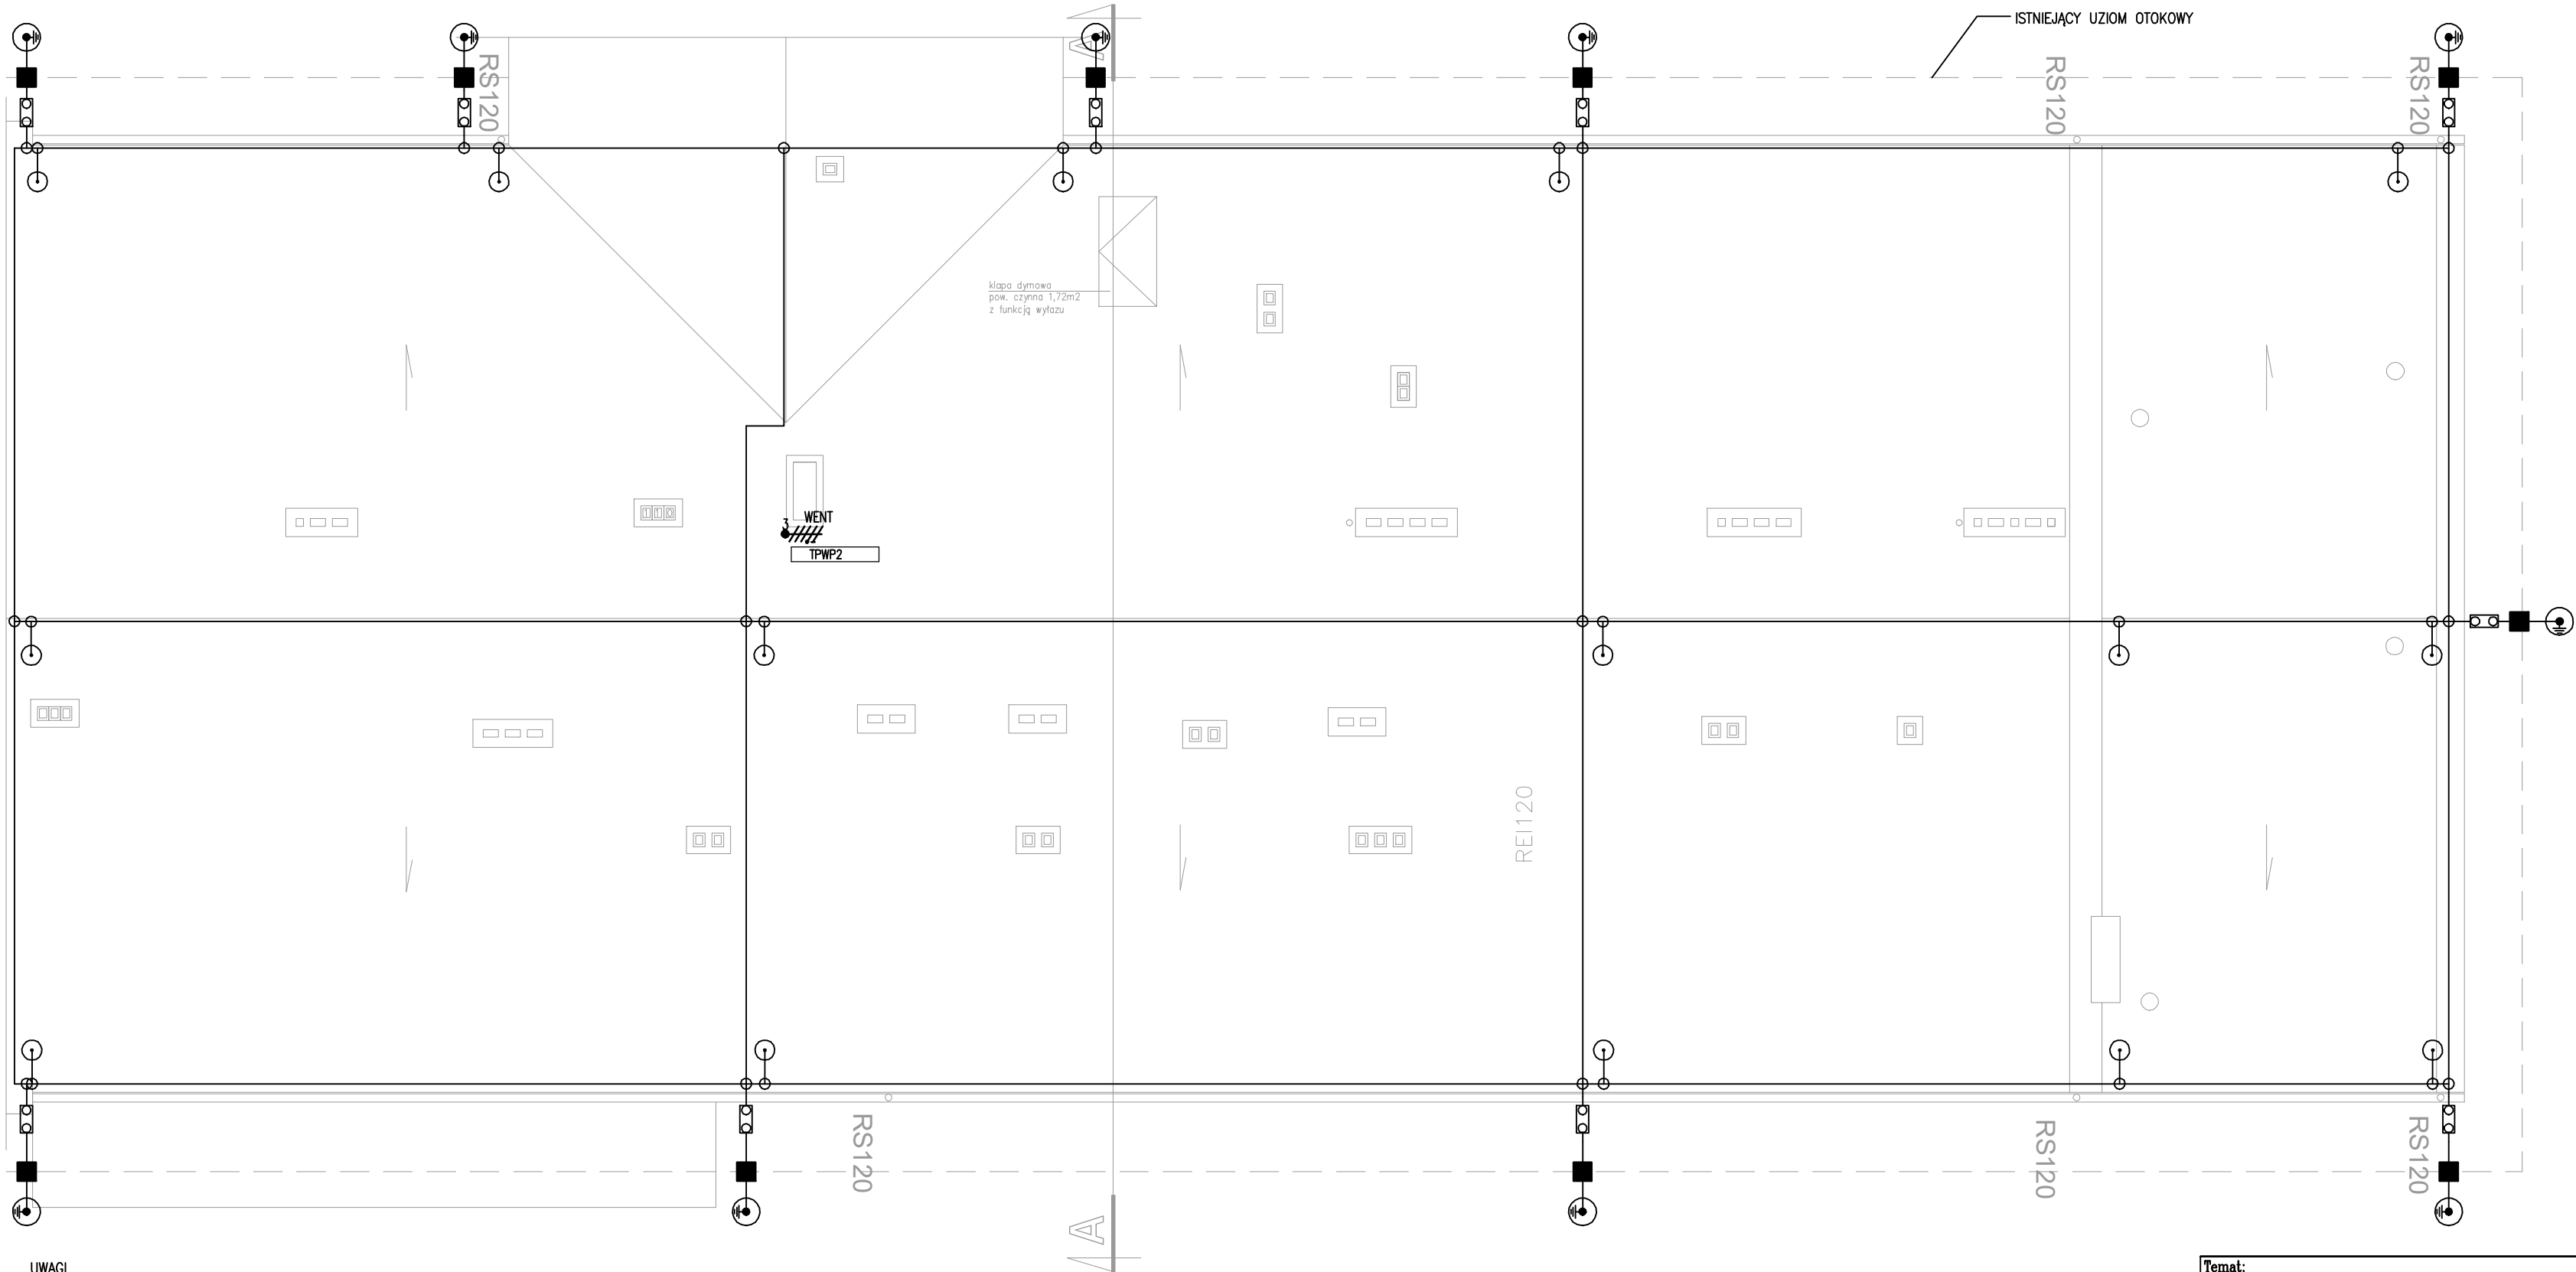 ISTNIEJĄCY UZIOM OTOKOWY
A
RS120
RS120
RS120
klapa dymowa
pow. czynna 1,72m2
z funkcją wyłazu
3
WENT
TPWP2
REI120
RS120
RS120
RS120
A
UWAGI
Temat: